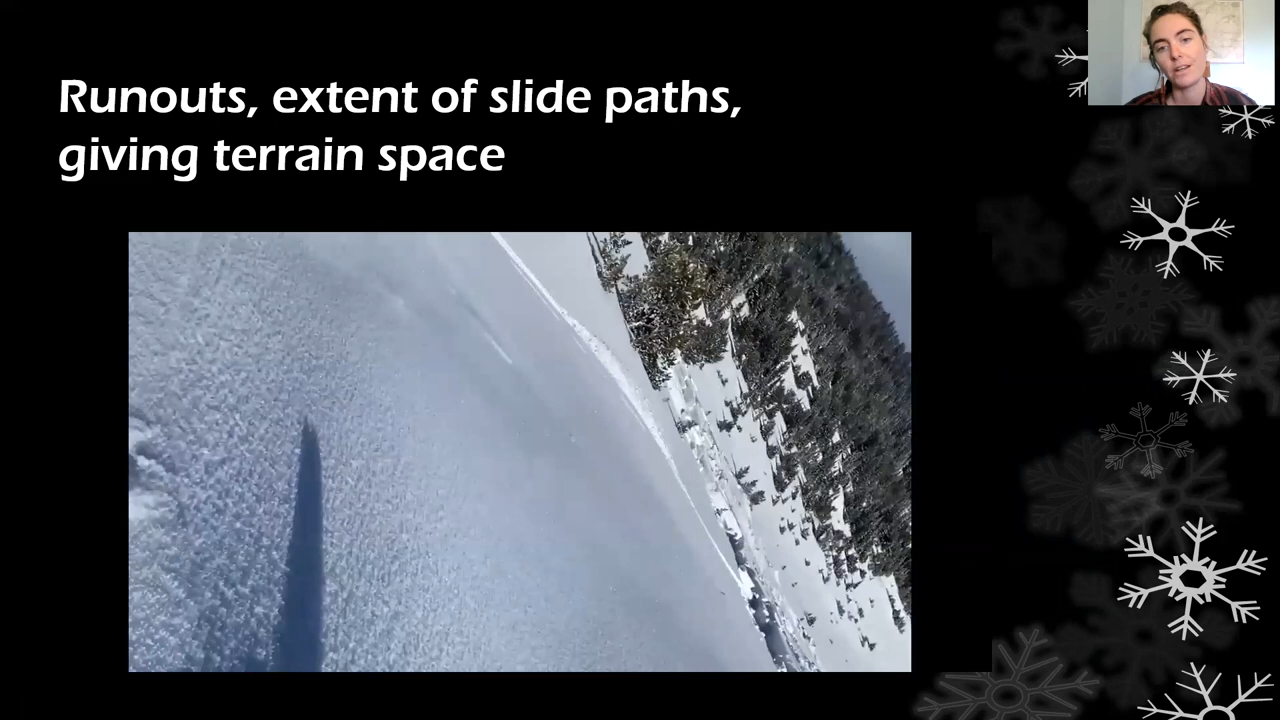 Runouts, extent of slide paths,
giving terrain space